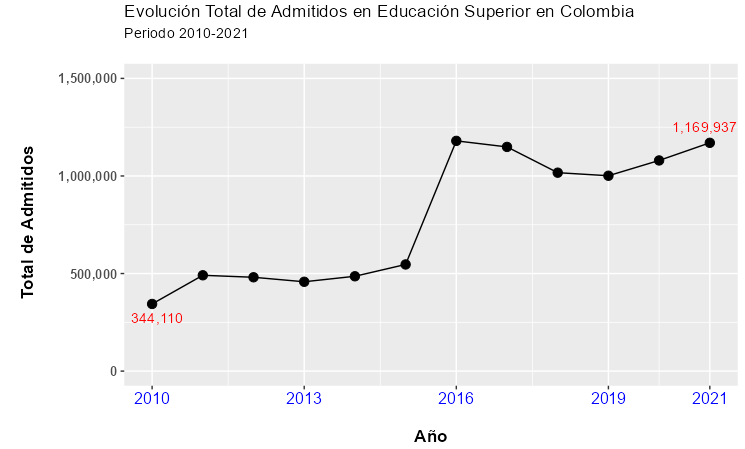 Evolución Total de Admitidos en Educación Superior en Colombia
Periodo 2010-2021
Total de Admitidos
1,500,000
1,000,000
500,000
0
344,110
1,169,937
2010
2013
2016
2019
2021
Año